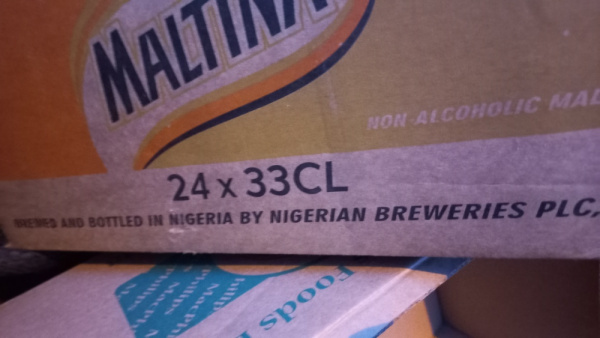 MALTINA
NON-ALCOHOLIC MAL
24 x 33CL
BREWED AND BOTTLED IN NIGERIA BY NIGERIAN BREWERIES PLC,
Foods